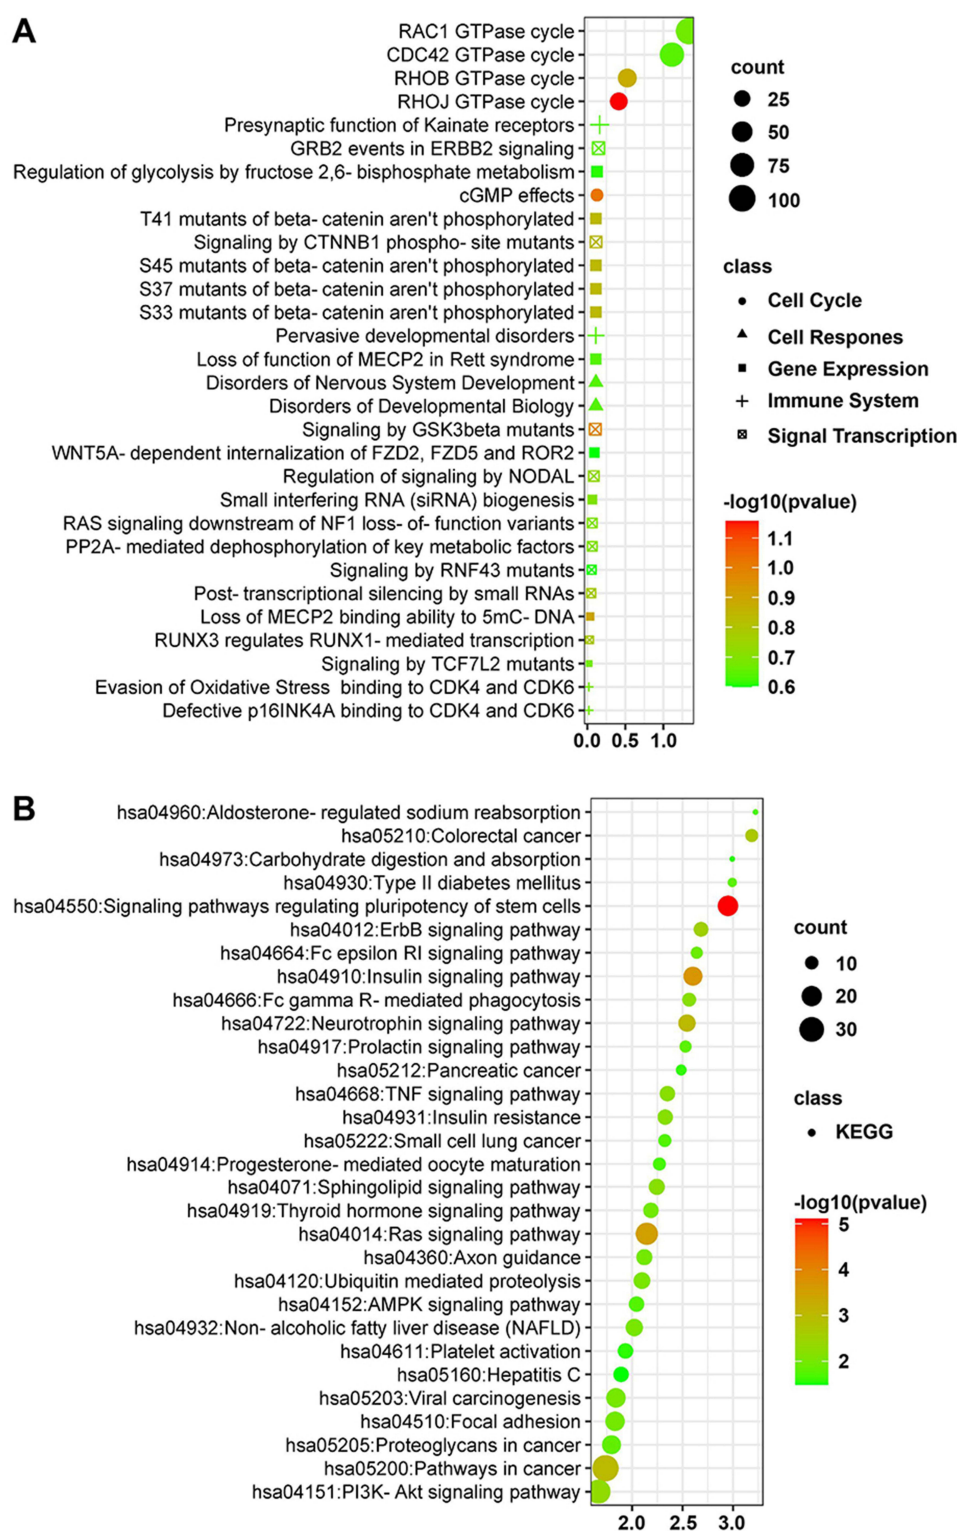 A
RAC1 GTPase cycle
CDC42 GTPase cycle
RHOB GTPase cycle
RHOJ GTPase cycle
Presynaptic function of Kainate receptors
GRB2 events in ERBB2 signaling
Regulation of glycolysis by fructose 2,6- bisphosphate metabolism
cGMP effects
T41 mutants of beta- catenin aren't phosphorylated
Signaling by CTNNB1 phospho- site mutants
S45 mutants of beta- catenin aren't phosphorylated
S37 mutants of beta- catenin aren't phosphorylated
S33 mutants of beta- catenin aren't phosphorylated
Pervasive developmental disorders
Loss of function of MECP2 in Rett syndrome
Disorders of Nervous System Development
Disorders of Developmental Biology
Signaling by GSK3beta mutants
WNT5A- dependent internalization of FZD2, FZD5 and ROR2
Regulation of signaling by NODAL
Small interfering RNA (siRNA) biogenesis
RAS signaling downstream of NF1 loss- of- function variants
PP2A- mediated dephosphorylation of key metabolic factors
Signaling by RNF43 mutants
Post- transcriptional silencing by small RNAs
Loss of MECP2 binding ability to 5mC- DNA
RUNX3 regulates RUNX1- mediated transcription
Signaling by TCF7L2 mutants
Evasion of Oxidative Stress  binding to CDK4 and CDK6
Defective p16INK4A binding to CDK4 and CDK6
0.0 0.5 1.0
count
25
50
75
100
class
Cell Cycle
Cell Respones
Gene Expression
Immune System
Signal Transcription
-log10(pvalue)
1.1
1.0
0.9
0.8
0.7
0.6
B
hsa04960:Aldosterone- regulated sodium reabsorption
hsa05210:Colorectal cancer
hsa04973:Carbohydrate digestion and absorption
hsa04930:Type II diabetes mellitus
hsa04550:Signaling pathways regulating pluripotency of stem cells
hsa04012:ErbB signaling pathway
hsa04664:Fc epsilon RI signaling pathway
hsa04910:Insulin signaling pathway
hsa04666:Fc gamma R- mediated phagocytosis
hsa04722:Neurotrophin signaling pathway
hsa04917:Prolactin signaling pathway
hsa05212:Pancreatic cancer
hsa04668:TNF signaling pathway
hsa04931:Insulin resistance
hsa05222:Small cell lung cancer
hsa04914:Progesterone- mediated oocyte maturation
hsa04071:Sphingolipid signaling pathway
hsa04919:Thyroid hormone signaling pathway
hsa04014:Ras signaling pathway
hsa04360:Axon guidance
hsa04120:Ubiquitin mediated proteolysis
hsa04152:AMPK signaling pathway
hsa04932:Non- alcoholic fatty liver disease (NAFLD)
hsa04611:Platelet activation
hsa05160:Hepatitis C
hsa05203:Viral carcinogenesis
hsa04510:Focal adhesion
hsa05205:Proteoglycans in cancer
hsa05200:Pathways in cancer
hsa04151:PI3K- Akt signaling pathway
2.0 2.5 3.0
count
10
20
30
class
KEGG
-log10(pvalue)
5
4
3
2